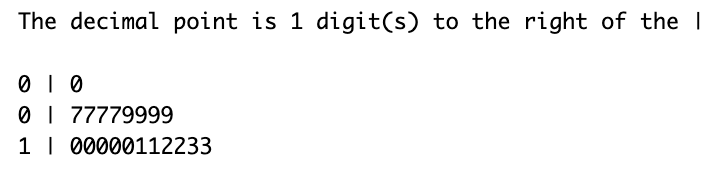 The decimal point is 1 digit(s) to the right of the |
0 | 0
0 | 77779999
1 | 00000112233